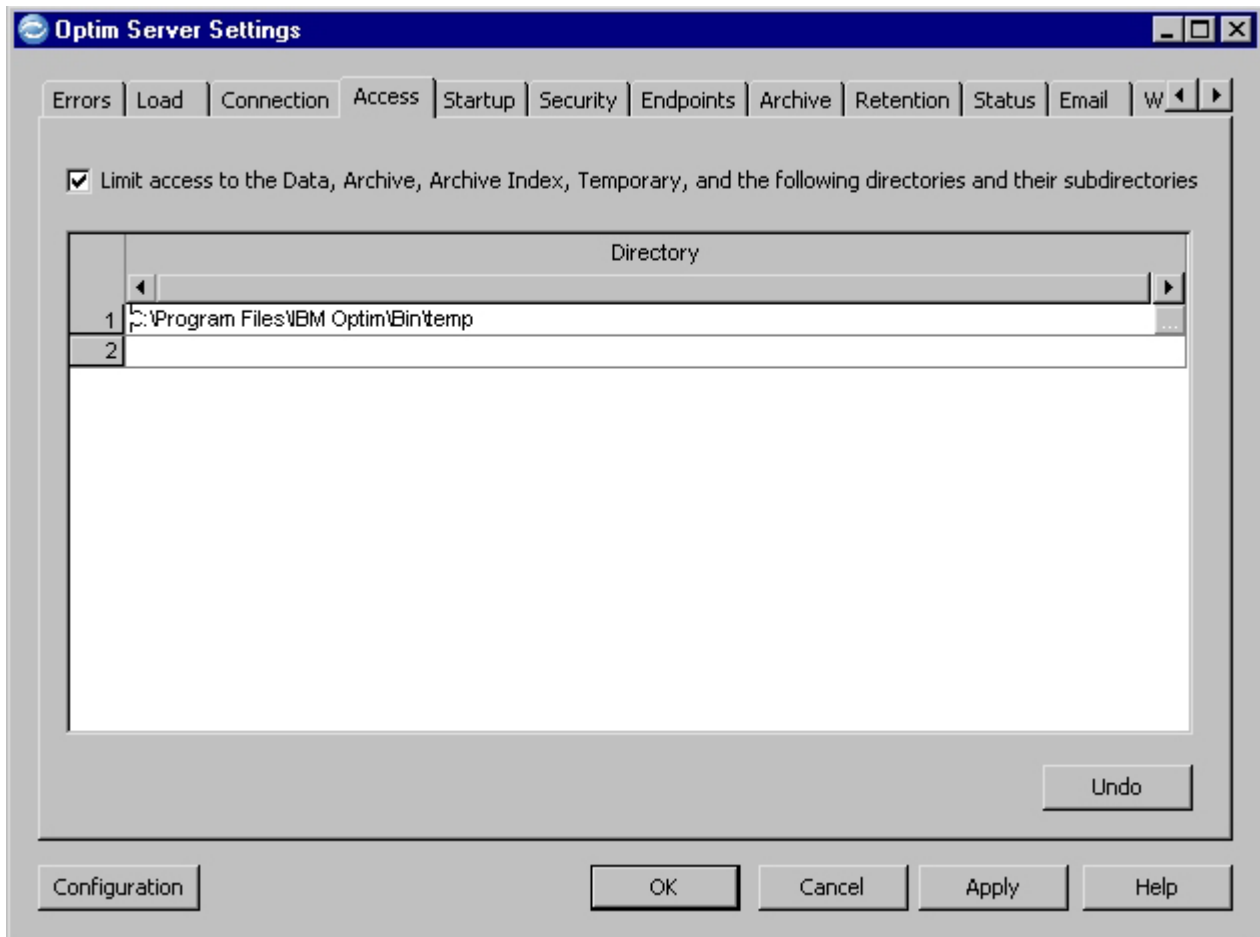 Optim Server Settings
Errors Load Connection Access Startup Security Endpoints Archive Retention Status Email W
Limit access to the Data, Archive, Archive Index, Temporary, and the following directories and their subdirectories
Directory
1 C:\Program Files\IBM Optim\Bin\temp ...
2
Undo
Configuration OK Cancel Apply Help